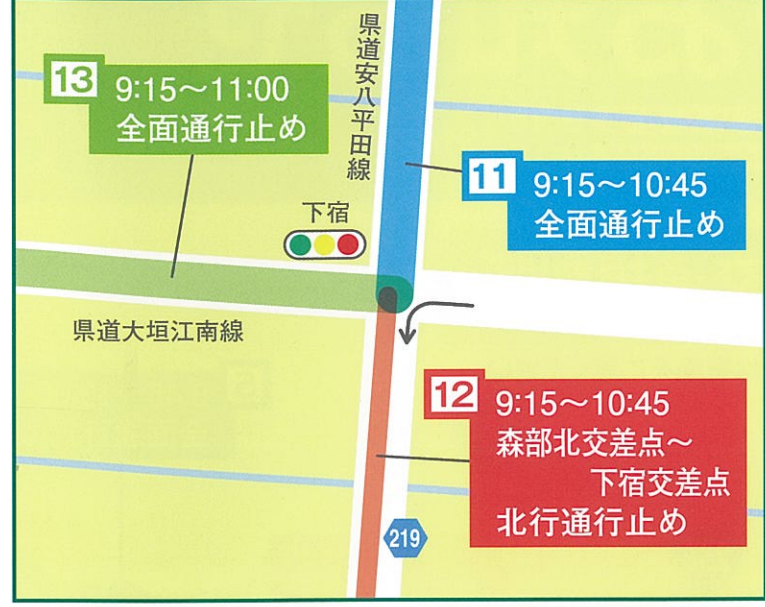 県道安八平田線
13
9:15～11:00
全面通行止め
11
9:15～10:45
全面通行止め
下宿
県道大垣江南線
12
9:15～10:45
森部北交差点～
下宿交差点
北行通行止め
219